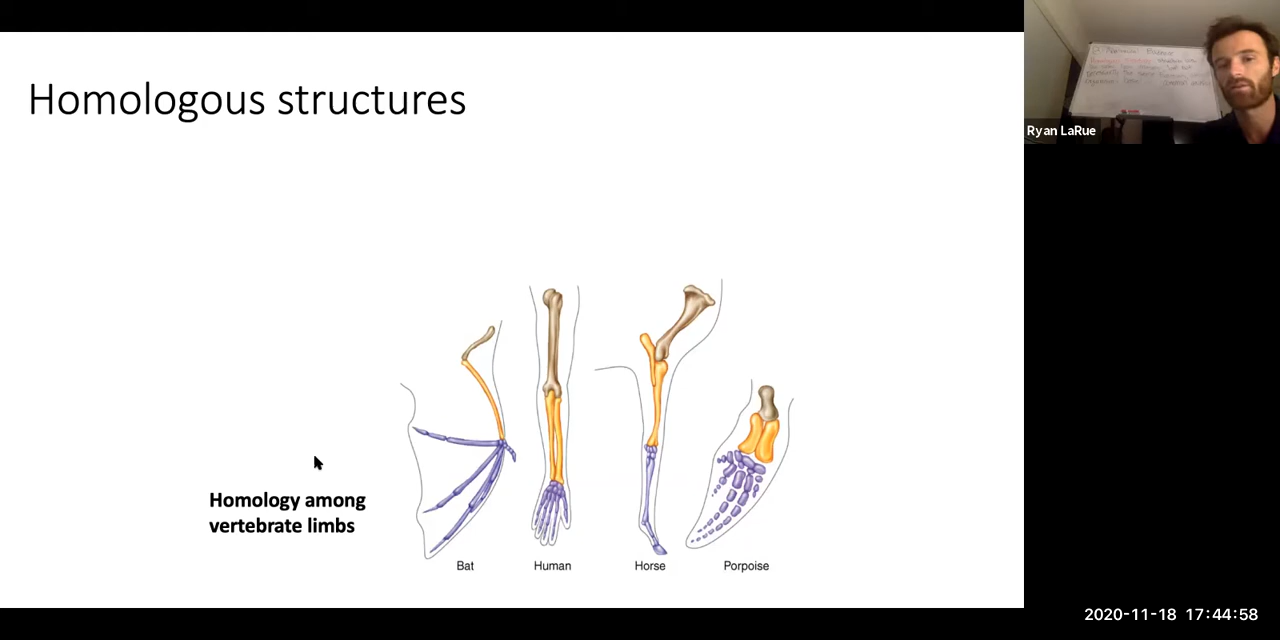 Homologous structures
Ryan LaRue
Homology among
vertebrate limbs
Bat Human Horse Porpoise
2020-11-18 17:44:58